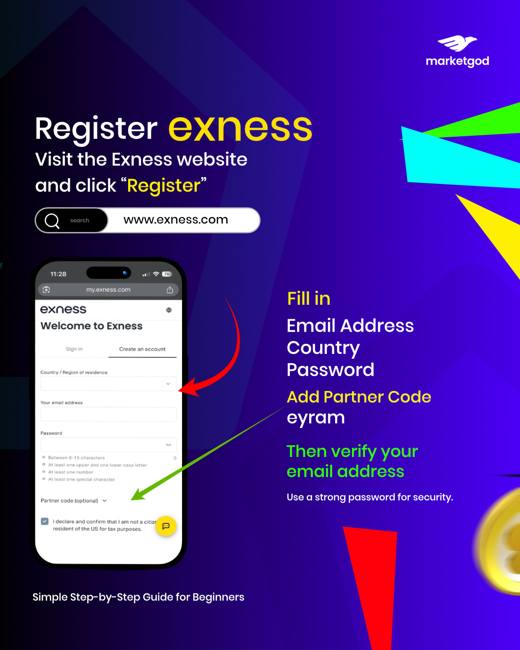 marketgod
Register exness
Visit the Exness website
and click “Register”
search
www.exness.com
11:28
my.exness.com
exness
Welcome to Exness
Sign in
Create an account
Country / Region of residence
Your email address
Password
Between 8-15 characters
At least one upper and one lower case letter
At least one number
At least one special character
Partner code (optional)
I declare and confirm that I am not a citizen
resident of the US for tax purposes.
Fill in
Email Address
Country
Password
Add Partner Code
eyram
Then verify your
email address
Use a strong password for security.
Simple Step-by-Step Guide for Beginners